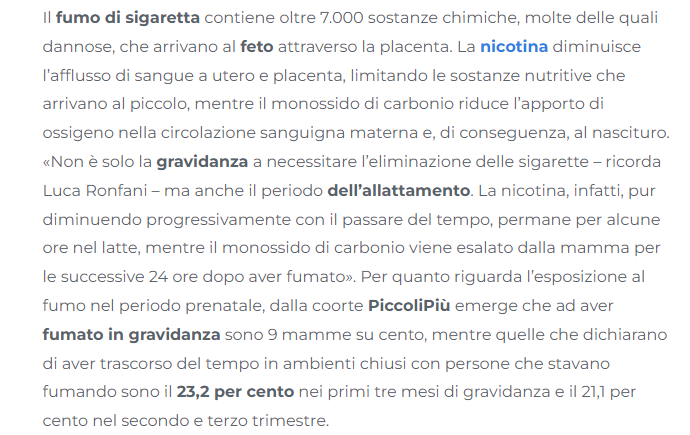 Il fumo di sigaretta contiene oltre 7.000 sostanze chimiche, molte delle quali
dannose, che arrivano al feto attraverso la placenta. La nicotina diminuisce
l’afflusso di sangue a utero e placenta, limitando le sostanze nutritive che
arrivano al piccolo, mentre il monossido di carbonio riduce l’apporto di
ossigeno nella circolazione sanguigna materna e, di conseguenza, al nascituro.
«Non è solo la gravidanza a necessitare l’eliminazione delle sigarette – ricorda
Luca Ronfani – ma anche il periodo dell’allattamento. La nicotina, infatti, pur
diminuendo progressivamente con il passare del tempo, permane per alcune
ore nel latte, mentre il monossido di carbonio viene esalato dalla mamma per
le successive 24 ore dopo aver fumato». Per quanto riguarda l’esposizione al
fumo nel periodo prenatale, dalla coorte PiccoliPiù emerge che ad aver
fumato in gravidanza sono 9 mamme su cento, mentre quelle che dichiarano
di aver trascorso del tempo in ambienti chiusi con persone che stavano
fumando sono il 23,2 per cento nei primi tre mesi di gravidanza e il 21,1 per
cento nel secondo e terzo trimestre.